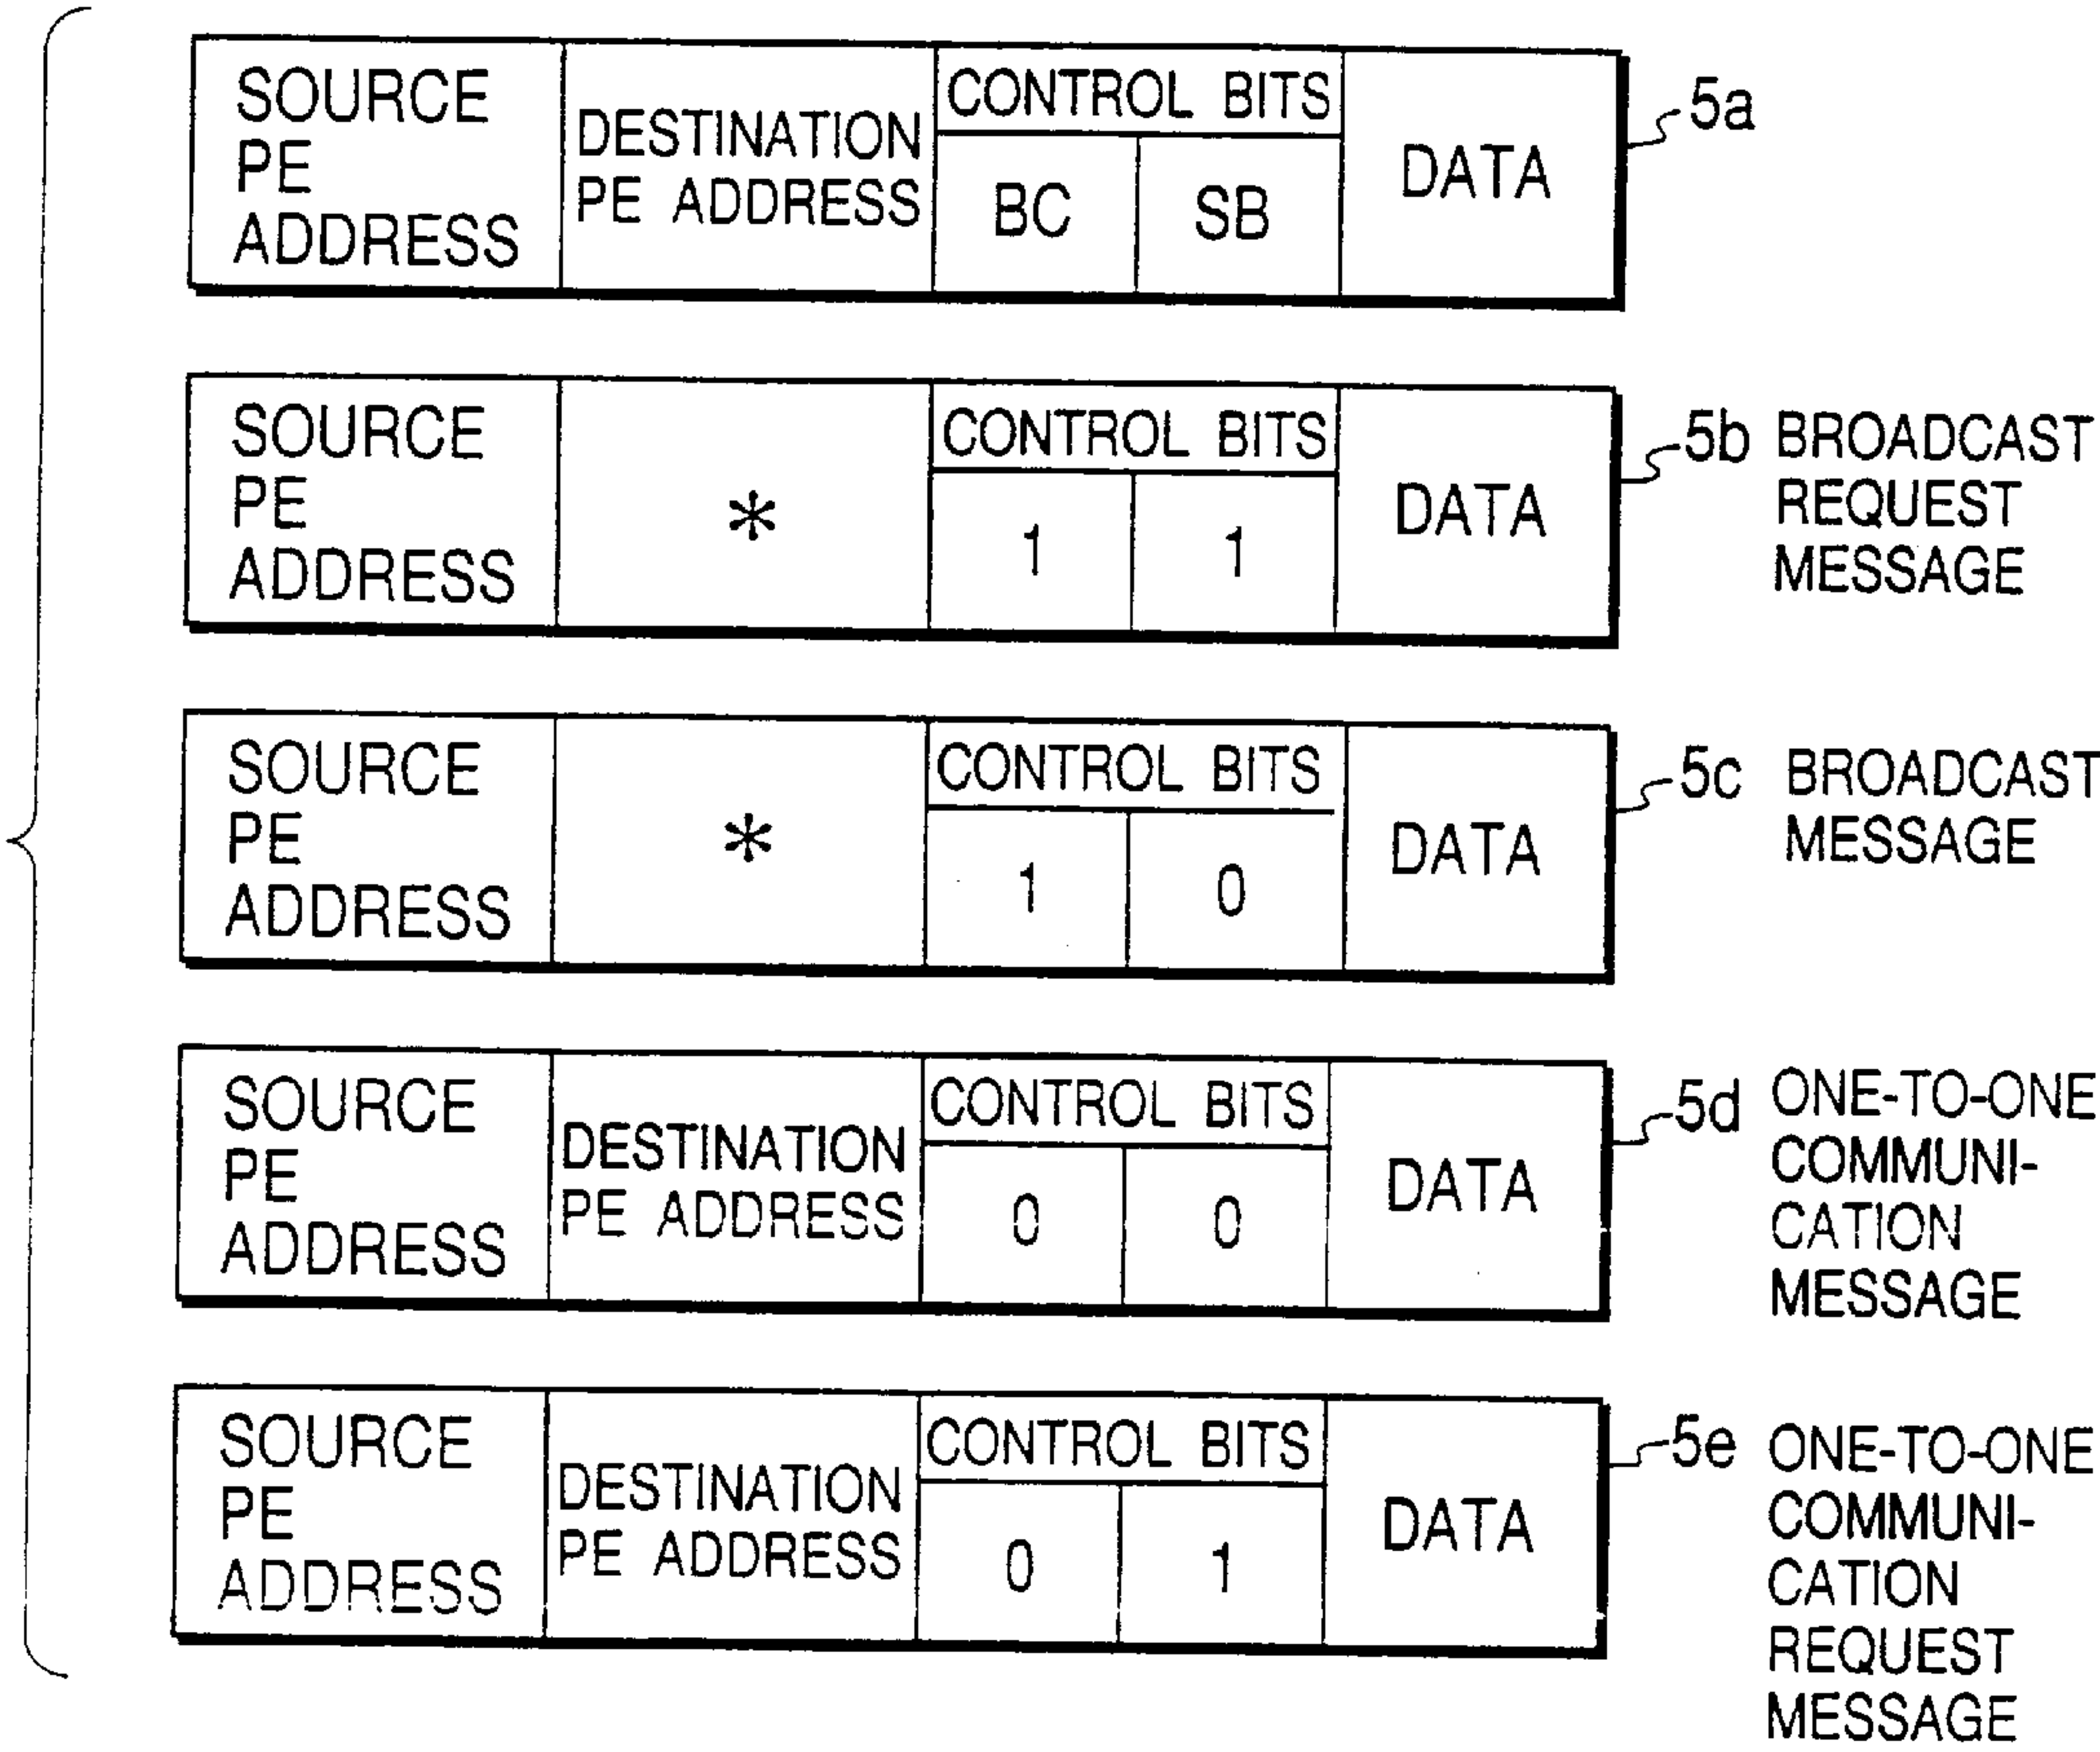 SOURCE
PE
ADDRESS
DESTINATION
PE ADDRESS
CONTROL BITS
BC
SB
DATA
5a
SOURCE
PE
ADDRESS
*
CONTROL BITS
1
1
DATA
5b
BROADCAST
REQUEST
MESSAGE
SOURCE
PE
ADDRESS
*
CONTROL BITS
1
0
DATA
5c
BROADCAST
MESSAGE
SOURCE
PE
ADDRESS
DESTINATION
PE ADDRESS
CONTROL BITS
0
0
DATA
5d
ONE-TO-ONE
COMMUNI-
CATION
MESSAGE
SOURCE
PE
ADDRESS
DESTINATION
PE ADDRESS
CONTROL BITS
0
1
DATA
5e
ONE-TO-ONE
COMMUNI-
CATION
REQUEST
MESSAGE